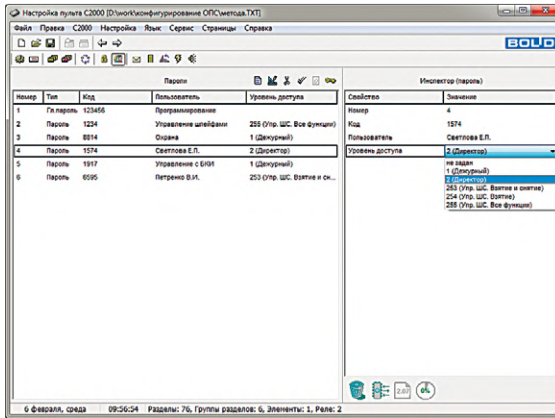 Настройка пульта С2000 [D:\work\конфигурирование ОПС\метода.TXT]
Файл Правка С2000 Настройка Язык Сервис Страницы Справка
BOLID
Пароли
Инспектор (пароль)
Номер Тип Код Пользователь Уровень доступа
1 Гл.пароль 123456 Программирование
2 Пароль 1234 Управление шлейфами 255 (Упр. ШС. Все функции)
3 Пароль 8814 Охрана 1 (Дежурный)
4 Пароль 1574 Светлова Е.Л. 2 (Директор)
5 Пароль 1917 Управление с БКИ 1 (Дежурный)
6 Пароль 6595 Петренко В.И. 253 (Упр. ШС. Взятие и сн...
Свойство Значение
Номер 4
Код 1574
Пользователь Светлова Е.Л.
Уровень доступа 2 (Директор)
не задан
1 (Дежурный)
2 (Директор)
253 (Упр. ШС. Взятие и снятие)
254 (Упр. ШС. Взятие)
255 (Упр. ШС. Все функции)
2.07
0%
6 февраля, среда 09:56:54 Разделы: 76, Группы разделов: 6, Элементы: 1, Реле: 2